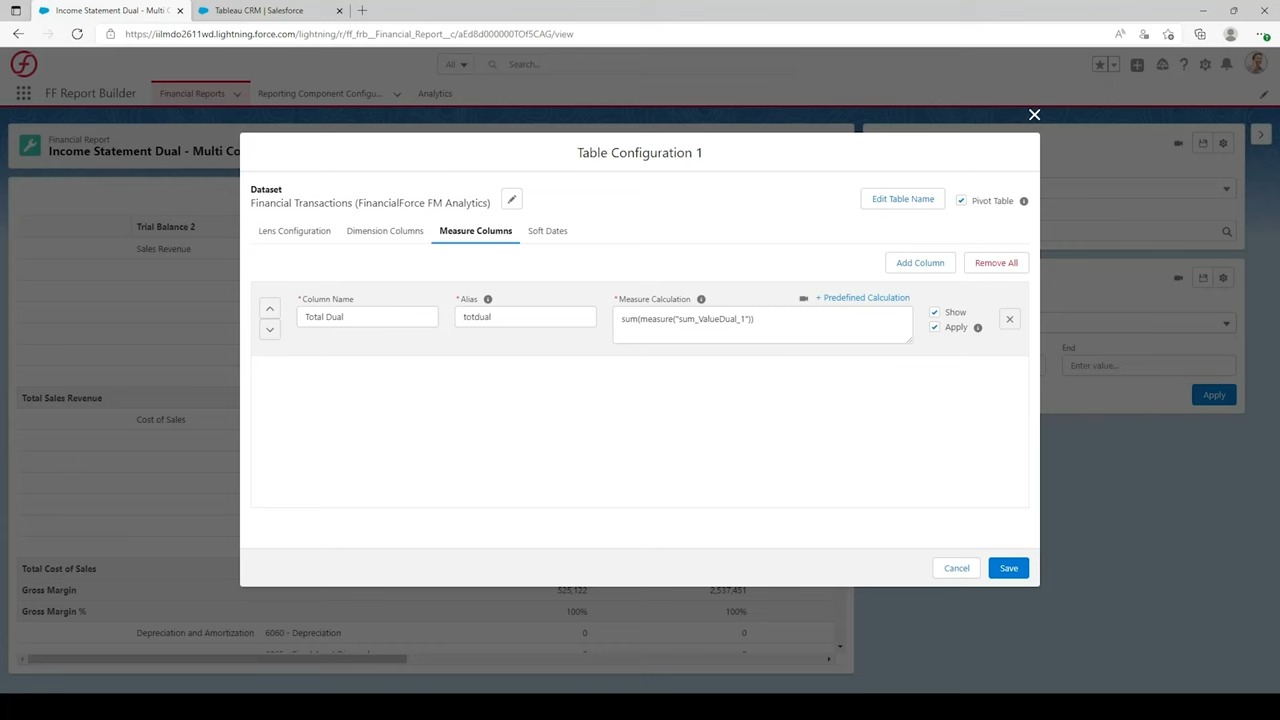 Income Statement Dual - Multi C
Tableau CRM | Salesforce
https://iilmdo2611wd.lightning.force.com/lightning/r/ff_frb__Financial_Report__c/aEd8d000000TOf5CAG/view
All
Search...
FF Report Builder
Financial Reports
Reporting Component Configu...
Analytics
Financial Report
Income Statement Dual - Multi Co
Table Configuration 1
Dataset
Financial Transactions (FinancialForce FM Analytics)
Edit Table Name
Pivot Table
Lens Configuration
Dimension Columns
Measure Columns
Soft Dates
Add Column
Remove All
*Column Name
*Alias
*Measure Calculation
+ Predefined Calculation
Total Dual
totdual
sum(measure("sum_ValueDual_1"))
Show
Apply
Trial Balance 2
Sales Revenue
Total Sales Revenue
Cost of Sales
End
Enter value...
Apply
Cancel
Save
Total Cost of Sales
Gross Margin
525,122
2,537,451
Gross Margin %
100%
100%
Depreciation and Amortization
6060 - Depreciation
0
0